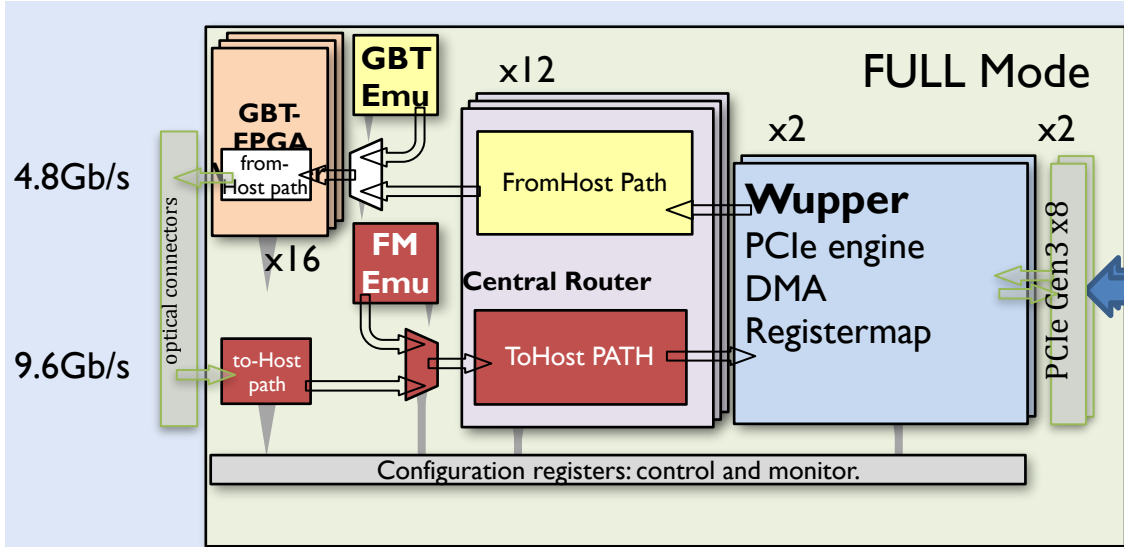 FULL Mode
GBT
Emu
x12
x2
x2
GBT-
FPGA
from-
Host path
4.8Gb/s
optical connectors
FromHost Path
Wupper
PCIe engine
DMA
Registermap
PCIe Gen3 x8
x16
FM
Emu
Central Router
9.6Gb/s
to-Host
path
ToHost PATH
Configuration registers: control and monitor.